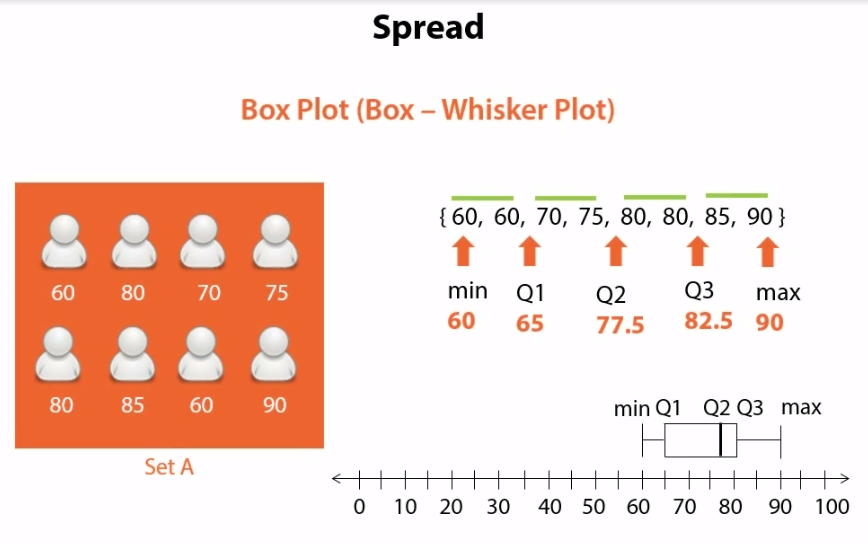 Spread
Box Plot (Box – Whisker Plot)
60 80 70 75
80 85 60 90
Set A
{ 60, 60, 70, 75, 80, 80, 85, 90 }
min Q1 Q2 Q3 max
60 65 77.5 82.5 90
min Q1 Q2 Q3 max
0 10 20 30 40 50 60 70 80 90 100